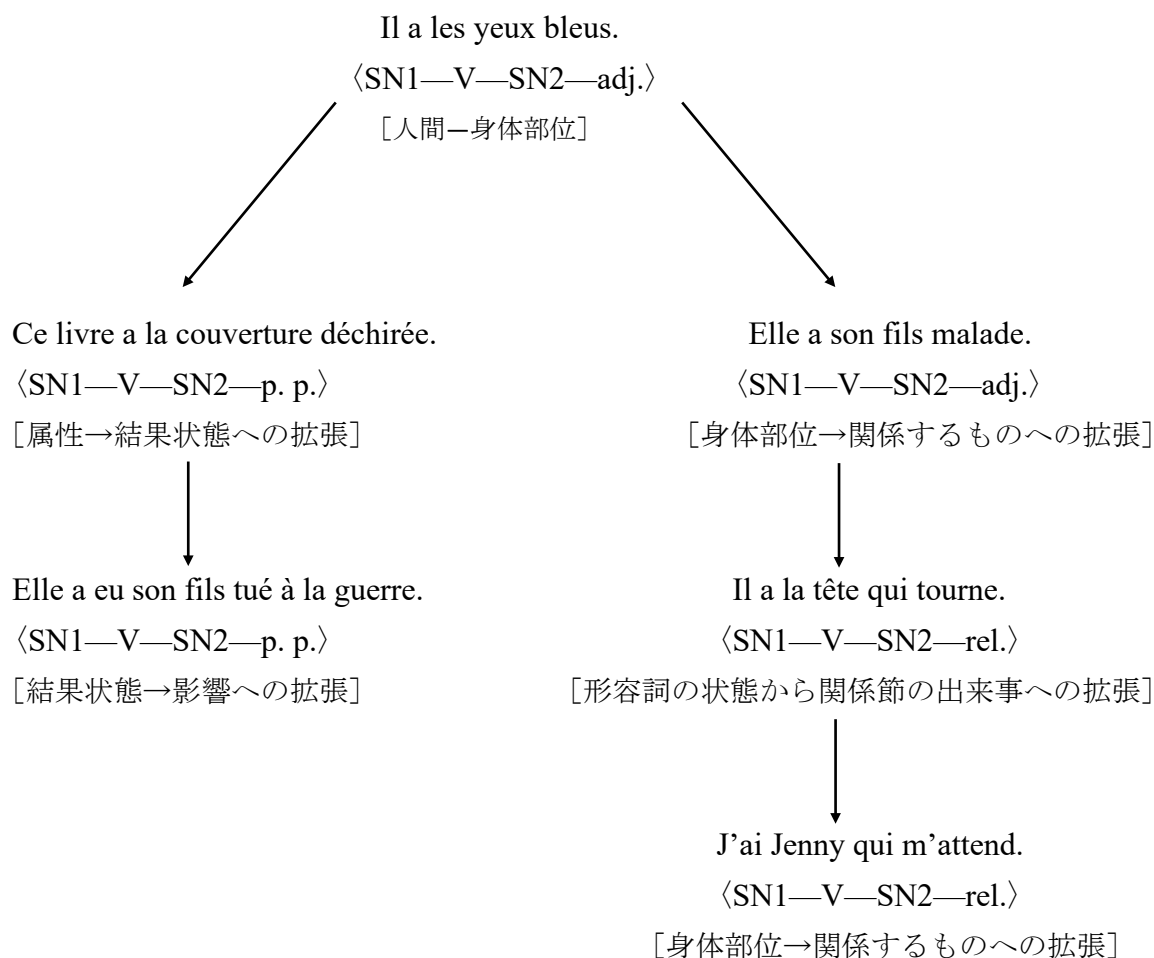 Il a les yeux bleus.
〈SN1—V—SN2—adj.〉
［人間―身体部位］
Ce livre a la couverture déchirée.
〈SN1—V—SN2—p. p.〉
［属性→結果状態への拡張］
Elle a son fils malade.
〈SN1—V—SN2—adj.〉
［身体部位→関係するものへの拡張］
Elle a eu son fils tué à la guerre.
〈SN1—V—SN2—p. p.〉
［結果状態→影響への拡張］
Il a la tête qui tourne.
〈SN1—V—SN2—rel.〉
［形容詞の状態から関係節の出来事への拡張］
J’ai Jenny qui m’attend.
〈SN1—V—SN2—rel.〉
［身体部位→関係するものへの拡張］